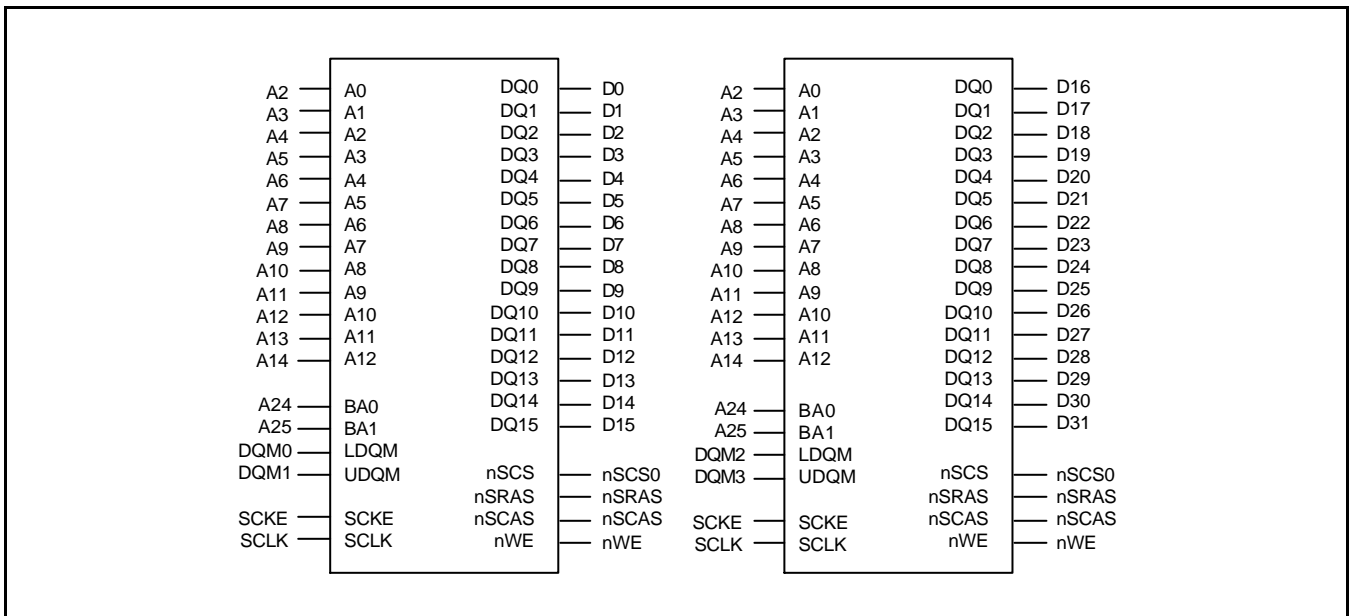 A2 A0 DQ0 D0
A3 A1 DQ1 D1
A4 A2 DQ2 D2
A5 A3 DQ3 D3
A6 A4 DQ4 D4
A7 A5 DQ5 D5
A8 A6 DQ6 D6
A9 A7 DQ7 D7
A10 A8 DQ8 D8
A11 A9 DQ9 D9
A12 A10 DQ10 D10
A13 A11 DQ11 D11
A14 A12 DQ12 D12
DQ13 D13
A24 BA0 DQ14 D14
A25 BA1 DQ15 D15
DQM0 LDQM
DQM1 UDQM nSCS nSCS0
nSRAS nSRAS
SCKE SCKE nSCAS nSCAS
SCLK SCLK nWE nWE
A2 A0 DQ0 D16
A3 A1 DQ1 D17
A4 A2 DQ2 D18
A5 A3 DQ3 D19
A6 A4 DQ4 D20
A7 A5 DQ5 D21
A8 A6 DQ6 D22
A9 A7 DQ7 D23
A10 A8 DQ8 D24
A11 A9 DQ9 D25
A12 A10 DQ10 D26
A13 A11 DQ11 D27
A14 A12 DQ12 D28
DQ13 D29
A24 BA0 DQ14 D30
A25 BA1 DQ15 D31
DQM2 LDQM
DQM3 UDQM nSCS nSCS0
nSRAS nSRAS
SCKE SCKE nSCAS nSCAS
SCLK SCLK nWE nWE